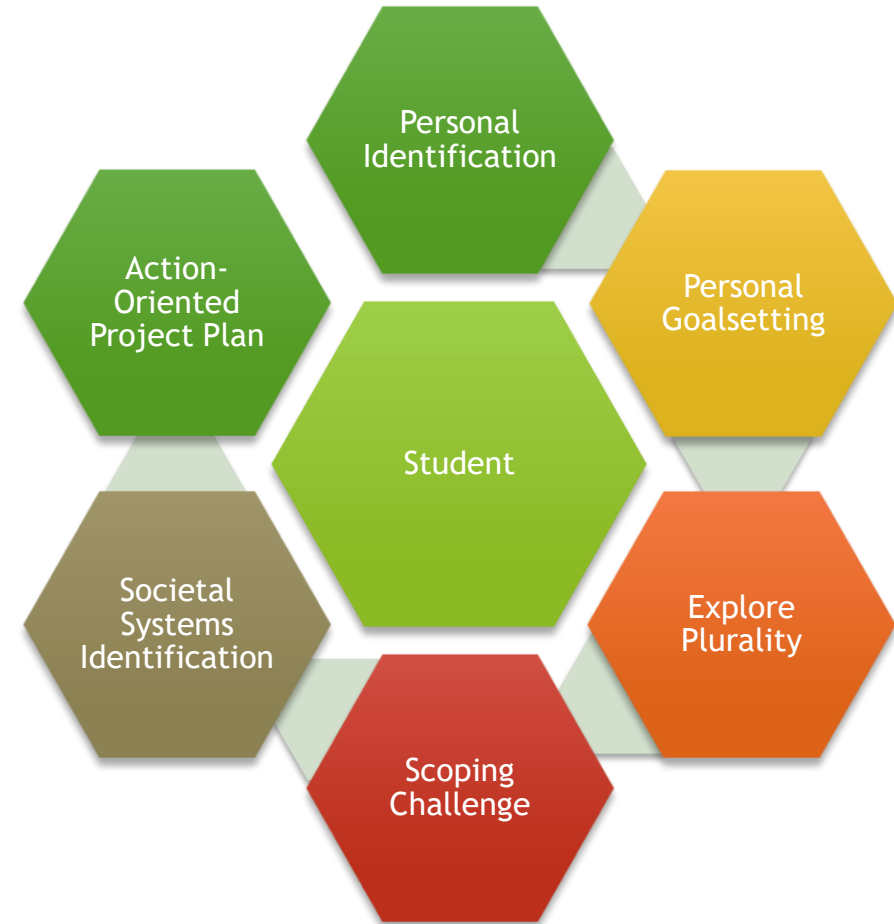 Personal
Identification
Personal
Goalsetting
Explore
Plurality
Scoping
Challenge
Societal
Systems
Identification
Action-
Oriented
Project Plan
Student